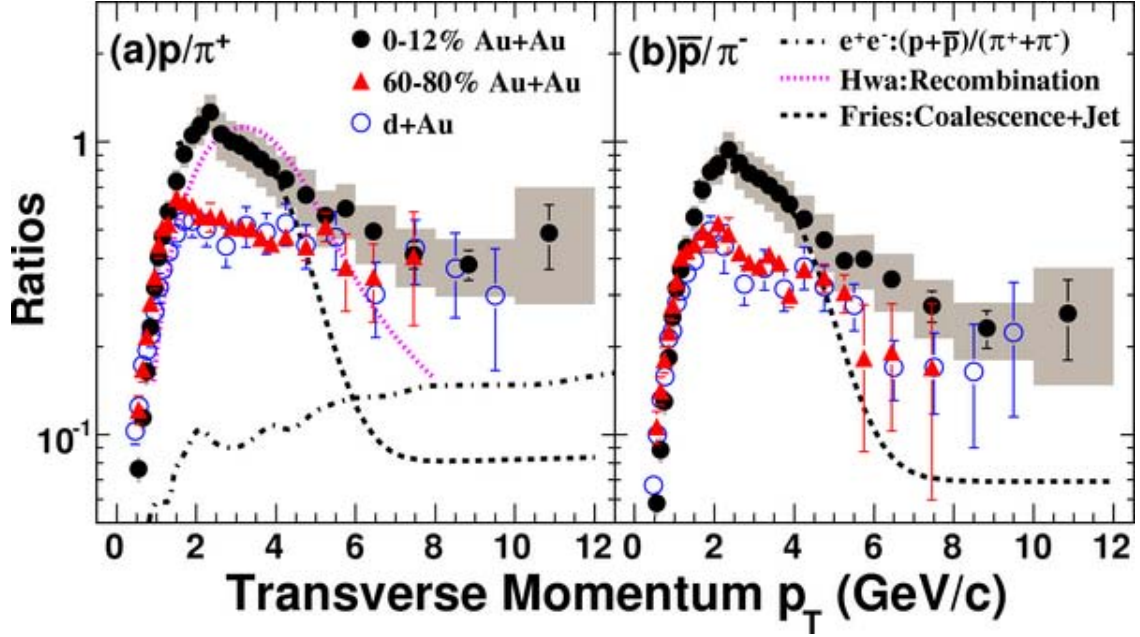 (a)p/π⁺
0-12% Au+Au
60-80% Au+Au
d+Au
(b)p̅/π⁻
e⁺e⁻:(p+p̅)/(π⁺+π⁻)
Hwa:Recombination
Fries:Coalescence+Jet
Ratios
1
10⁻¹
0 2 4 6 8 10 12
0 2 4 6 8 10 12
Transverse Momentum p_T (GeV/c)